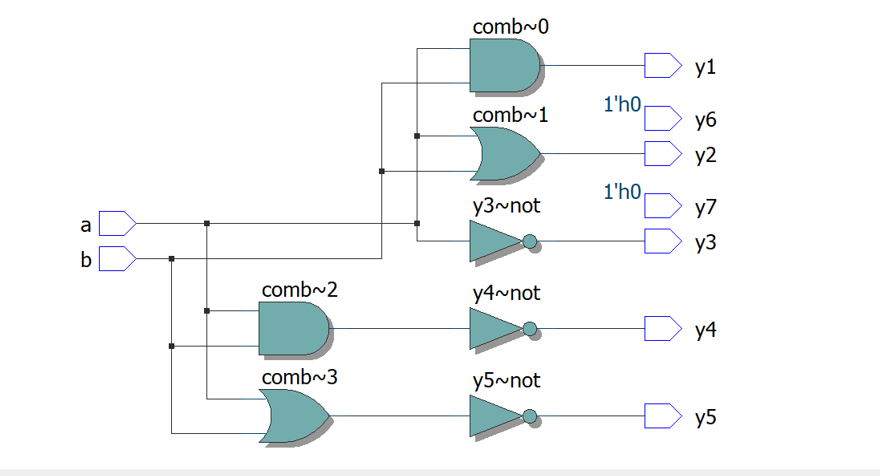 comb~0
y1
1'h0
y6
comb~1
y2
1'h0
y7
y3~not
y3
a
b
comb~2
y4~not
y4
comb~3
y5~not
y5